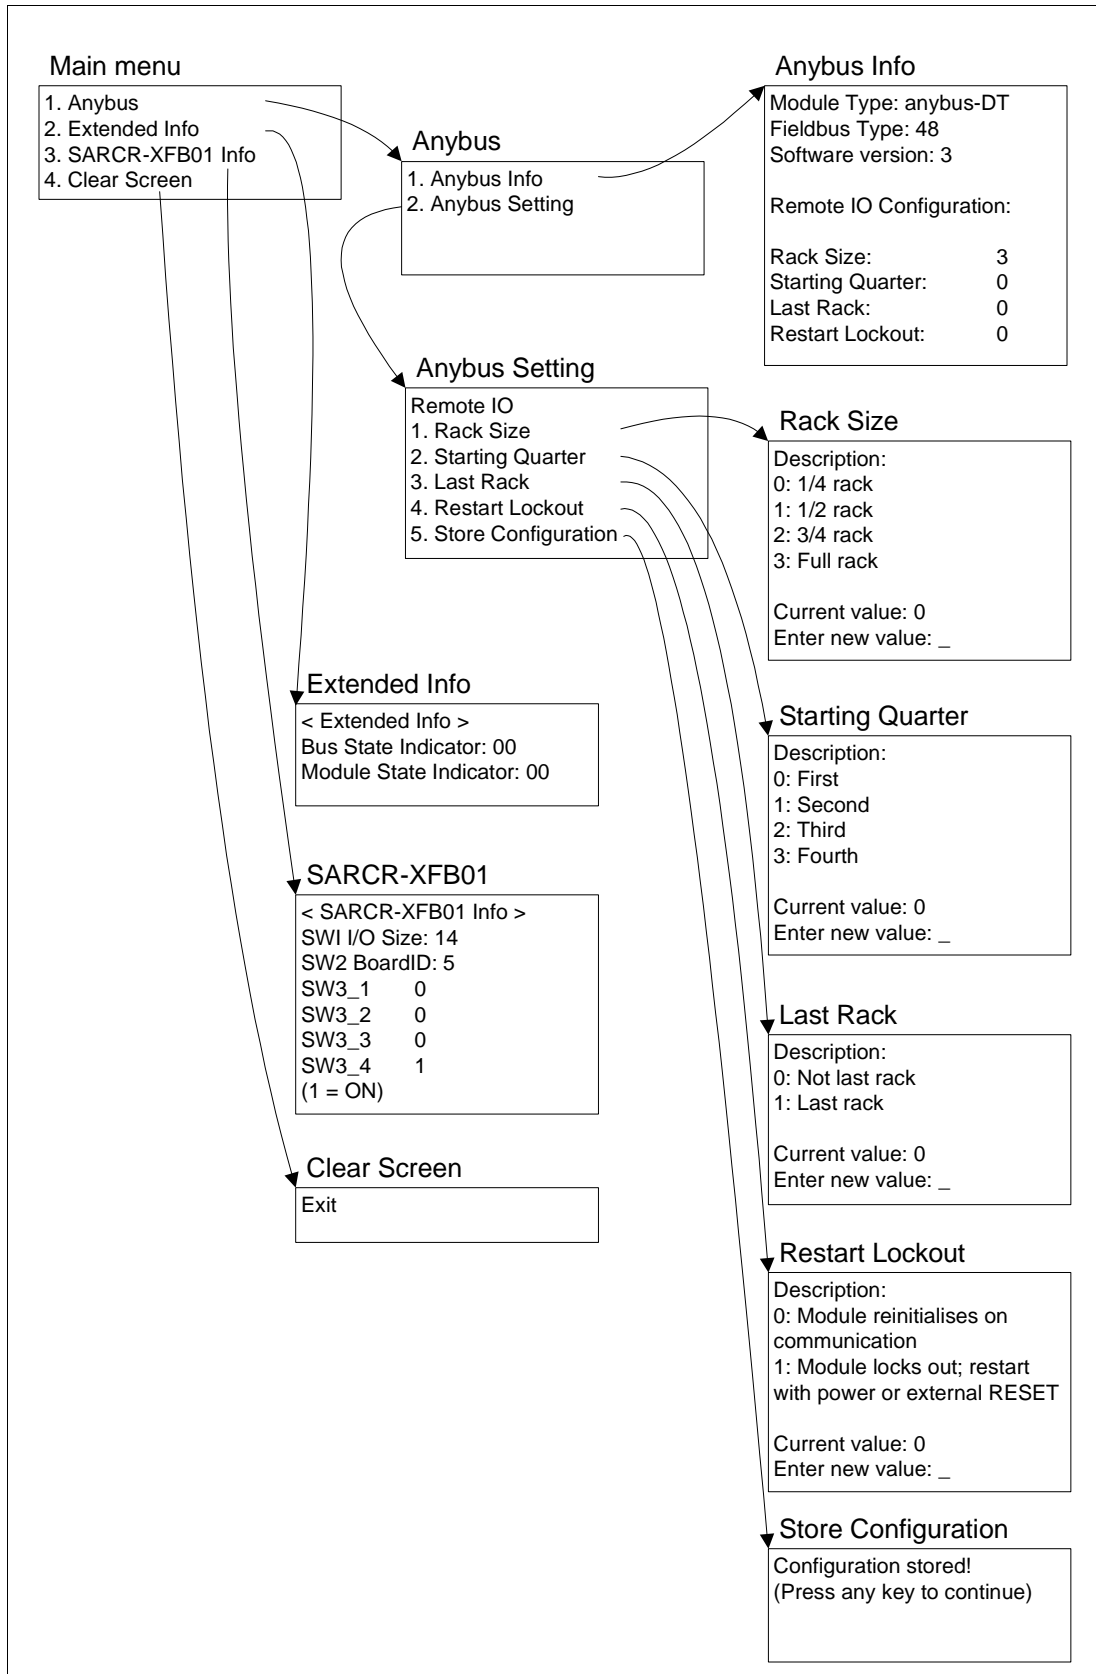 Main menu
1. Anybus
2. Extended Info
3. SARCR-XFB01 Info
4. Clear Screen
Anybus
1. Anybus Info
2. Anybus Setting
Anybus Info
Module Type: anybus-DT
Fieldbus Type: 48
Software version: 3
Remote IO Configuration:
Rack Size: 3
Starting Quarter: 0
Last Rack: 0
Restart Lockout: 0
Anybus Setting
Remote IO
1. Rack Size
2. Starting Quarter
3. Last Rack
4. Restart Lockout
5. Store Configuration
Rack Size
Description:
0: 1/4 rack
1: 1/2 rack
2: 3/4 rack
3: Full rack
Current value: 0
Enter new value: _
Extended Info
< Extended Info >
Bus State Indicator: 00
Module State Indicator: 00
Starting Quarter
Description:
0: First
1: Second
2: Third
3: Fourth
Current value: 0
Enter new value: _
SARCR-XFB01
< SARCR-XFB01 Info >
SWI I/O Size: 14
SW2 BoardID: 5
SW3_1 0
SW3_2 0
SW3_3 0
SW3_4 1
(1 = ON)
Last Rack
Description:
0: Not last rack
1: Last rack
Current value: 0
Enter new value: _
Clear Screen
Exit
Restart Lockout
Description:
0: Module reinitialises on
communication
1: Module locks out; restart
with power or external RESET
Current value: 0
Enter new value: _
Store Configuration
Configuration stored!
(Press any key to continue)